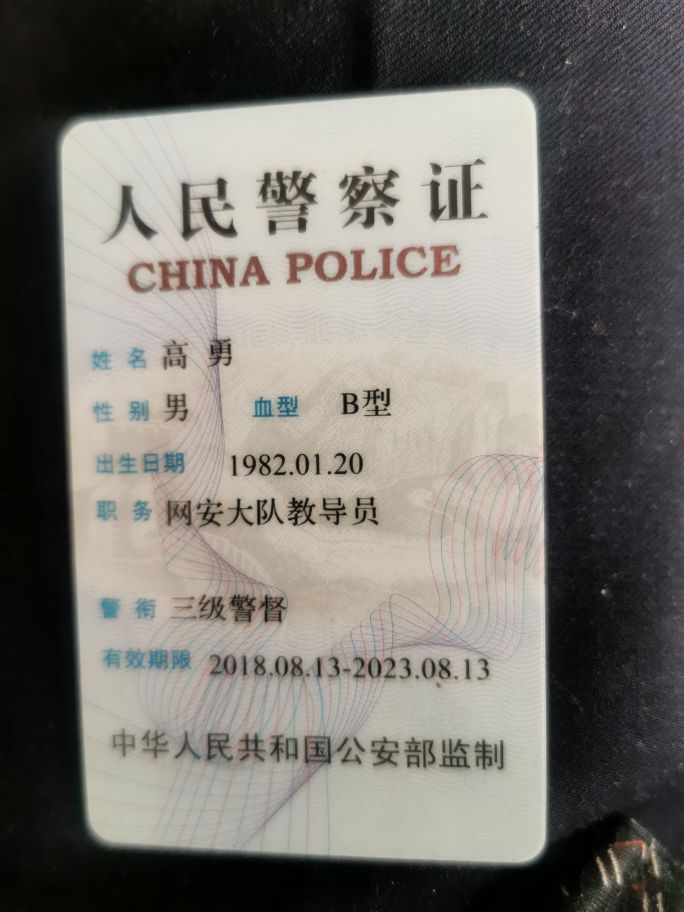 人民警察证
CHINA POLICE
姓名 高勇
性别 男 血型 B型
出生日期 1982.01.20
职务 网安大队教导员
警衔 三级警督
有效期限 2018.08.13-2023.08.13
中华人民共和国公安部监制